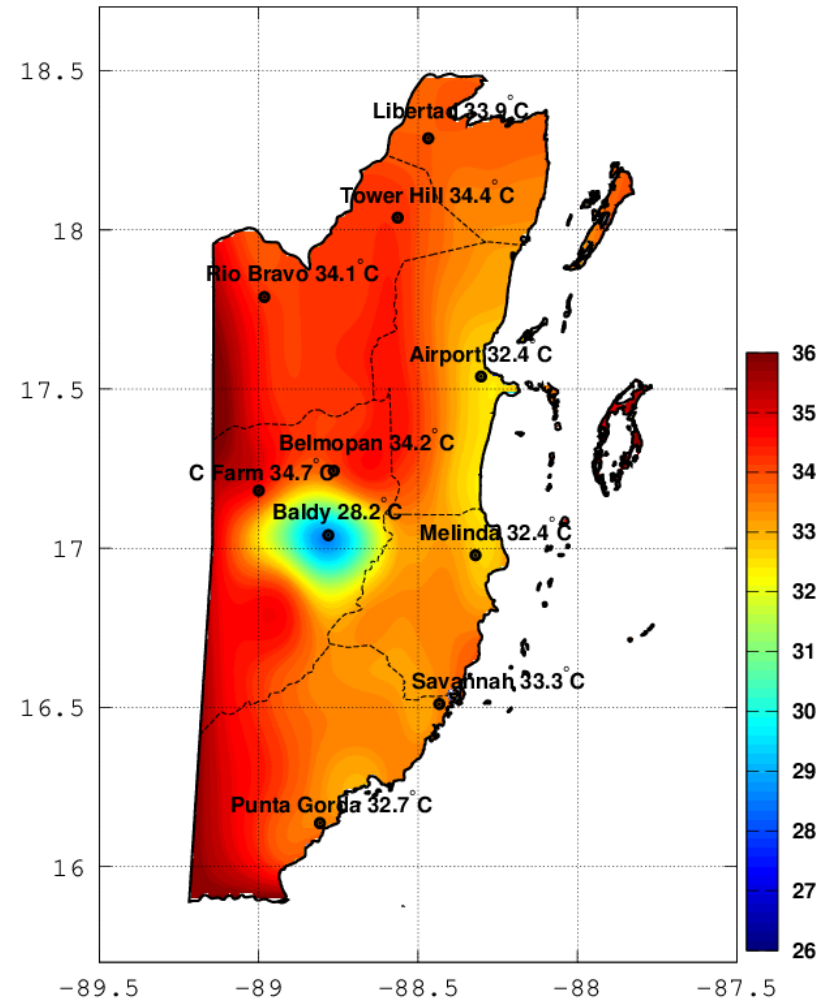 18.5
Libertad 33.9°C
Tower Hill 34.4°C
18
Rio Bravo 34.1°C
Airport 32.4°C
17.5
36
35
Belmopan 34.2°C
C Farm 34.7°C
34
Baldy 28.2°C
Melinda 32.4°C
17
33
32
31
Savannah 33.3°C
16.5
30
29
Punta Gorda 32.7°C
28
16
27
26
-89.5
-89
-88.5
-88
-87.5